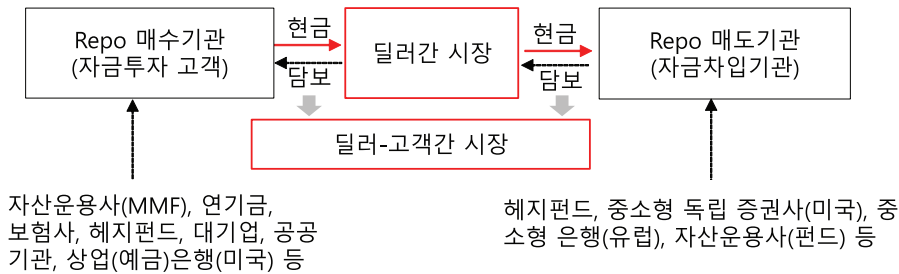 Repo 매수기관
(자금투자 고객)
현금
담보
딜러간 시장
현금
담보
Repo 매도기관
(자금차입기관)
딜러-고객간 시장
자산운용사(MMF), 연기금,
보험사, 헤지펀드, 대기업, 공공
기관, 상업(예금)은행(미국) 등
헤지펀드, 중소형 독립 증권사(미국), 중
소형 은행(유럽), 자산운용사(펀드) 등